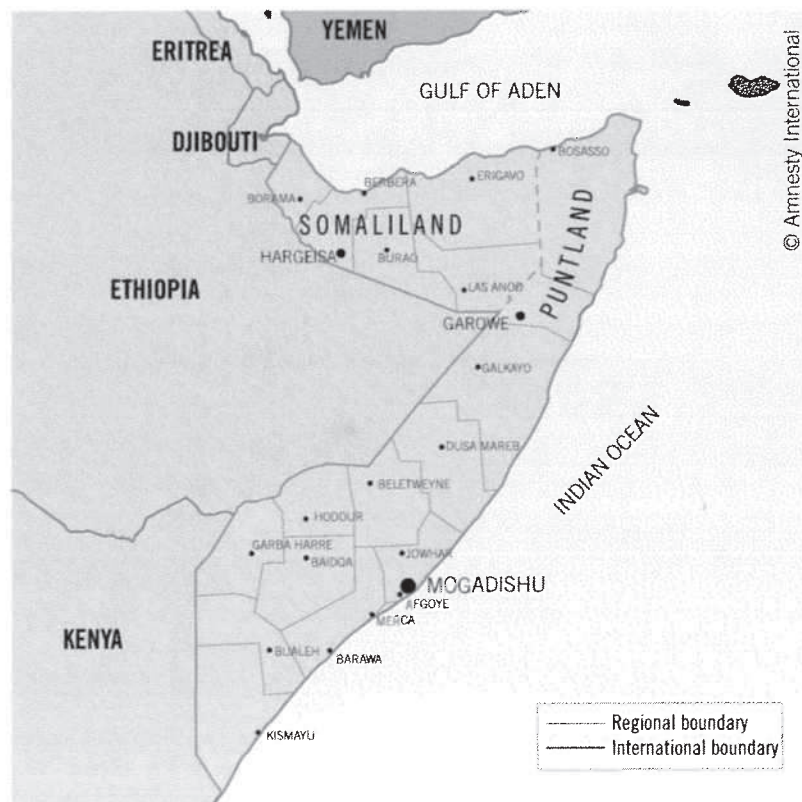 YEMEN
ERITREA
GULF OF ADEN
© Amnesty International
DJIBOUTI
BOSASSO
BERBERA
ERIGAVO
BORAMA
SOMALILAND
PUNTLAND
HARGEISA
BURAO
ETHIOPIA
LAS ANOD
GAROWE
GALKAYO
INDIAN OCEAN
DUSA MAREB
BELETWEYNE
HODOUR
GARBA HARRE
BAIDOA
JOWHAR
MOGADISHU
AFGOYE
MERCA
KENYA
BUALEH
BARAWA
Regional boundary
KISMAYU
International boundary